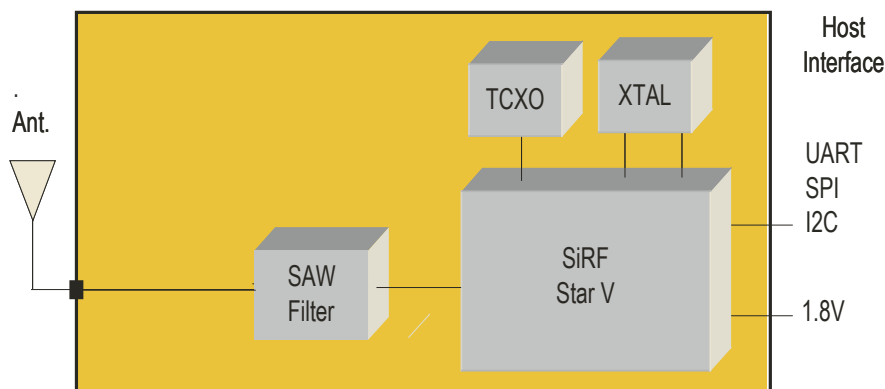 Host
Interface
TCXO
XTAL
.
Ant.
UART
SPI
I2C
SAW
Filter
SiRF
Star V
1.8V